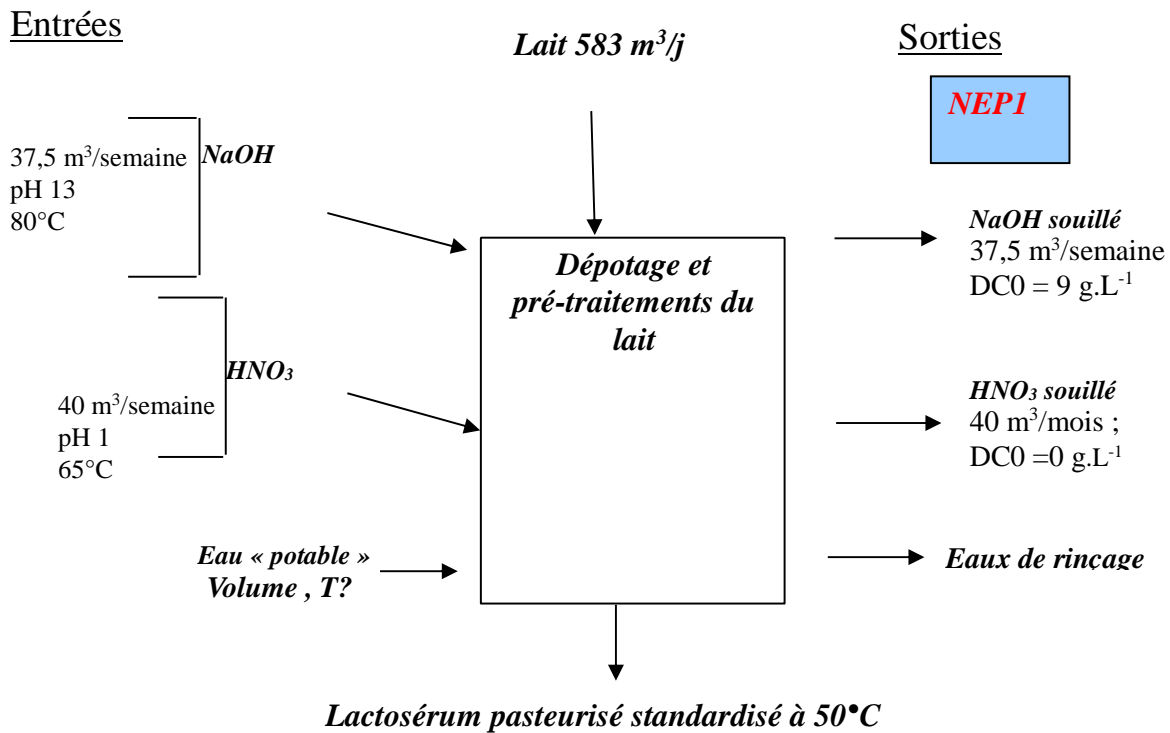 Entrées
Lait 583 m³/j
Sorties
NEP1
NaOH
37,5 m³/semaine
pH 13
80°C
HNO₃
40 m³/semaine
pH 1
65°C
Eau « potable »
Volume , T?
Dépotage et
pré-traitements du
lait
NaOH souillé
37,5 m³/semaine
DC0 = 9 g.L⁻¹
HNO₃ souillé
40 m³/mois ;
DC0 =0 g.L⁻¹
Eaux de rinçage
Lactosérum pasteurisé standardisé à 50°C